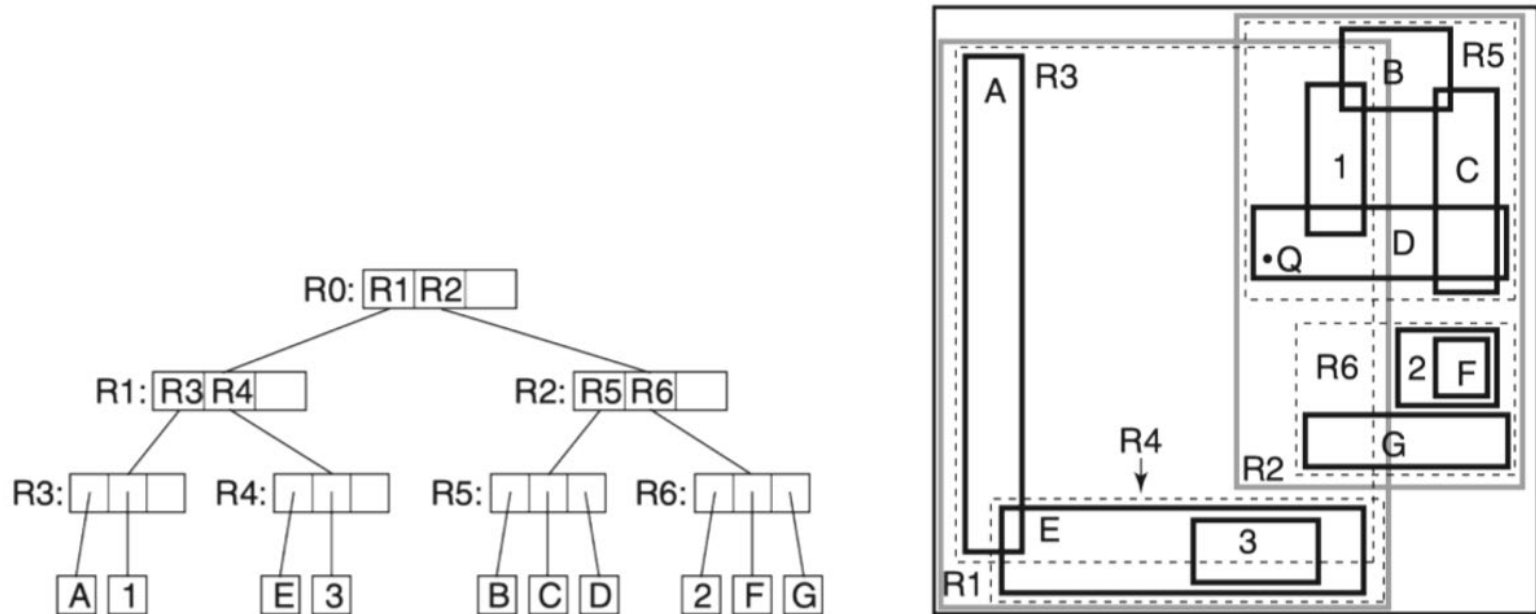 R0: R1 R2
R1: R3 R4
R2: R5 R6
R3:
R4:
R5:
R6:
A 1 E 3 B C D 2 F G
A R3 B R5
1 C
Q D
R6 2 F
R4 G
R2
E 3
R1